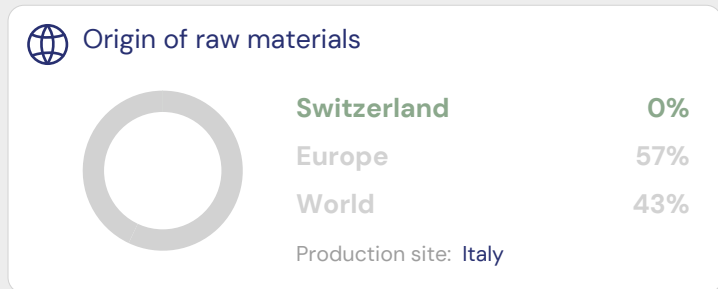 Origin of raw materials
Switzerland 0%
Europe 57%
World 43%
Production site: Italy